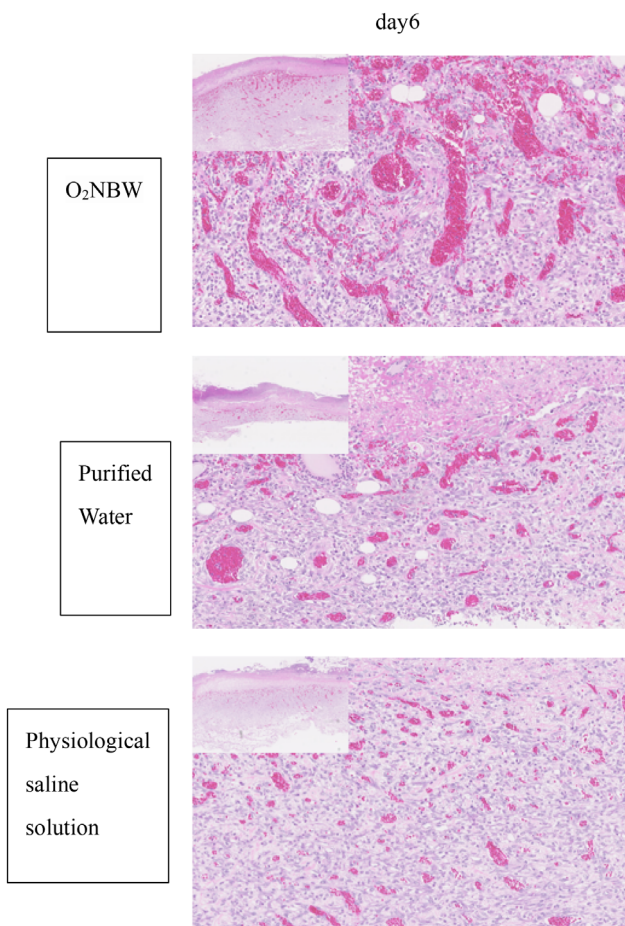 day6
O₂NBW
Purified
Water
Physiological
saline
solution